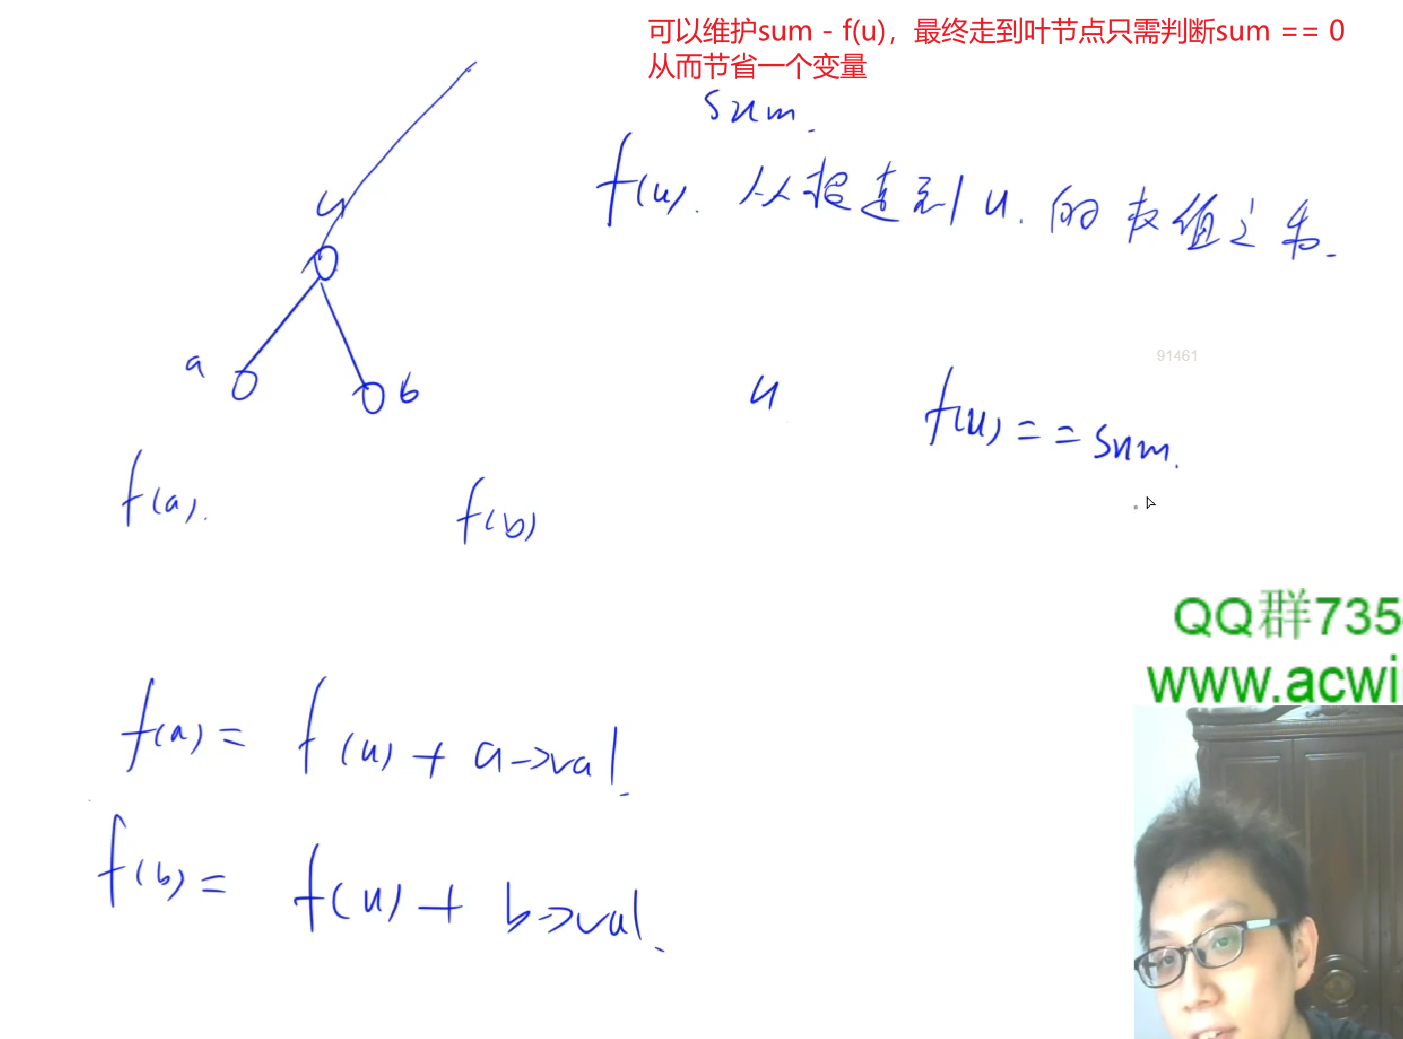 可以维护sum - f(u)，最终走到叶节点只需判断sum == 0
从而节省一个变量
sum.
f(u). 从根走到u.的权值之和.
u
a
b
91461
u
f(u)==sum.
f(a).
f(b)
QQ群735
www.acwi
f(a)= f(u)+a->val.
f(b)= f(u)+b->val.